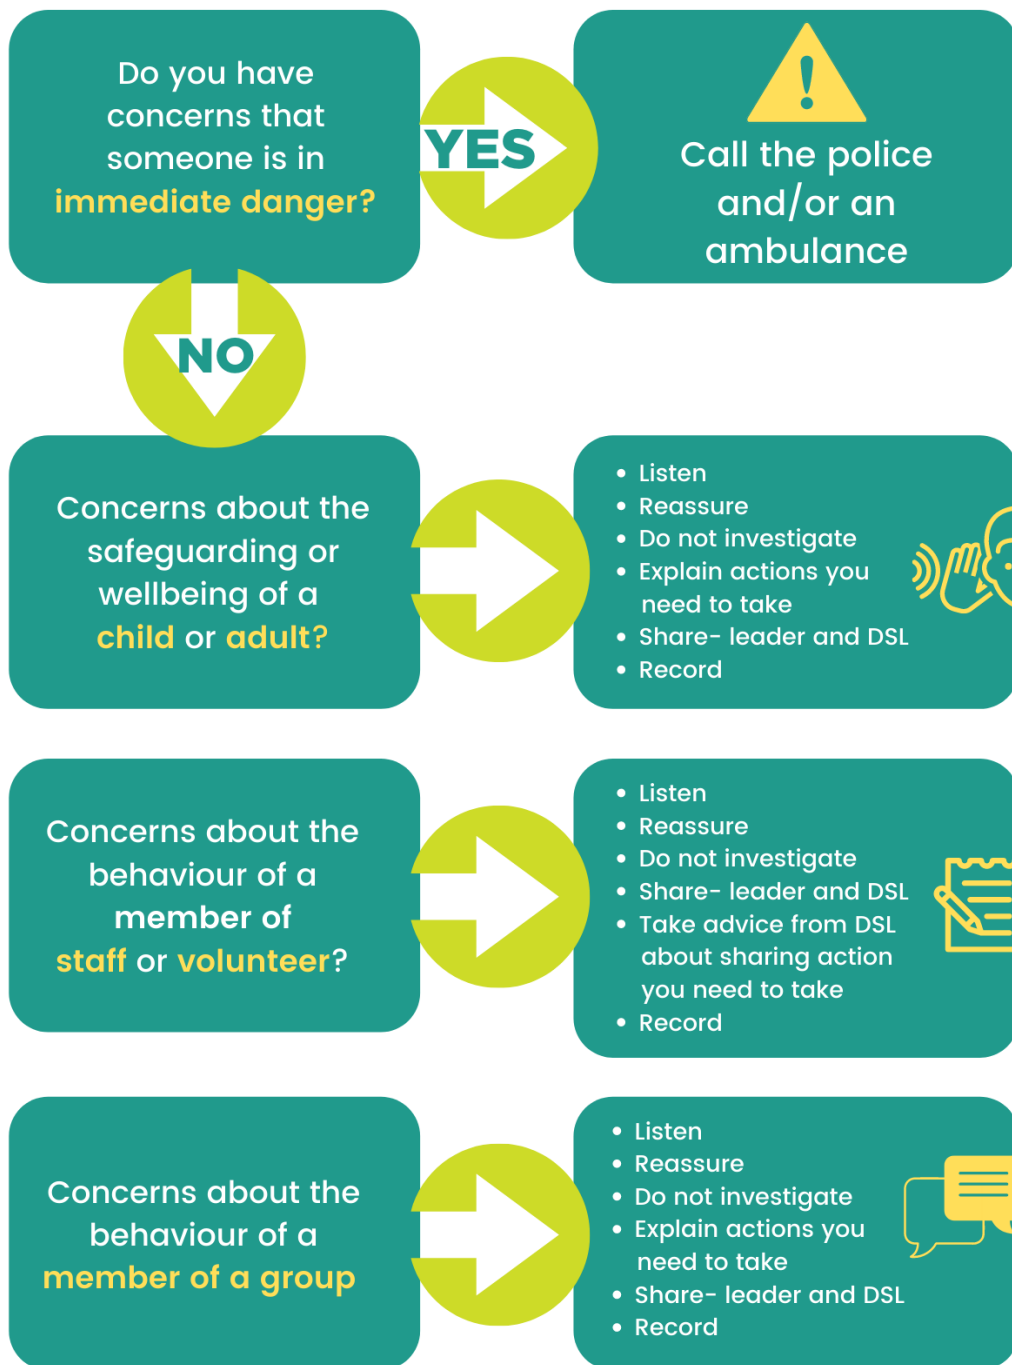 Do you have
concerns that
someone is in
immediate danger?
YES
Call the police
and/or an
ambulance
NO
Concerns about the
safeguarding or
wellbeing of a
child or adult?
• Listen
• Reassure
• Do not investigate
• Explain actions you
need to take
• Share- leader and DSL
• Record
Concerns about the
behaviour of a
member of
staff or volunteer?
• Listen
• Reassure
• Do not investigate
• Share- leader and DSL
• Take advice from DSL
about sharing action
you need to take
• Record
Concerns about the
behaviour of a
member of a group
• Listen
• Reassure
• Do not investigate
• Explain actions you
need to take
• Share- leader and DSL
• Record